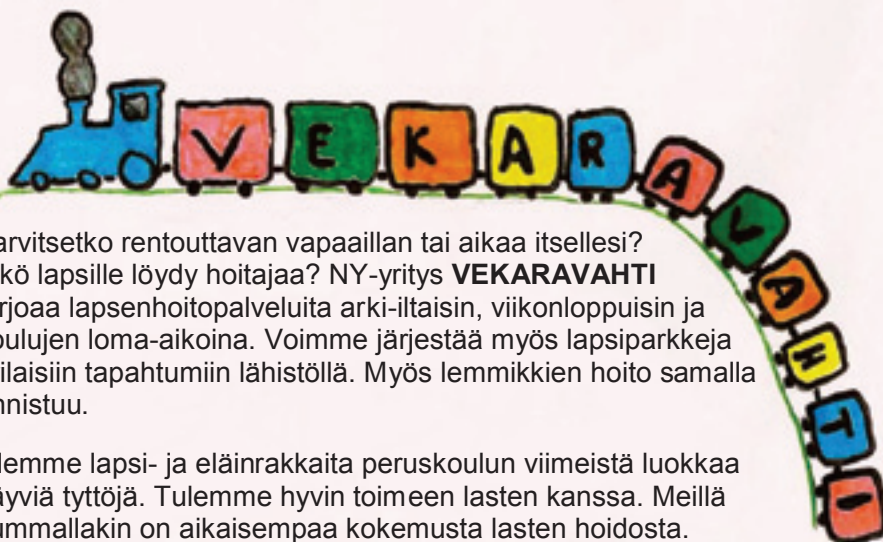 VEKARAVAHTI
arvitsetko rentouttavan vapaaillan tai aikaa itsellesi?
kö lapsille löydy hoitajaa? NY-yritys VEKARAVAHTI
rjoaa lapsenhoitopalveluita arki-iltaisin, viikonloppuisin ja
oulujen loma-aikoina. Voimme järjestää myös lapsiparkkeja
ilaisiin tapahtumiin lähistöllä. Myös lemmikkien hoito samalla
nnistuu.
lemme lapsi- ja eläinrakkaita peruskoulun viimeistä luokkaa
äyviä tyttöjä. Tulemme hyvin toimeen lasten kanssa. Meillä
ummallakin on aikaisempaa kokemusta lasten hoidosta.